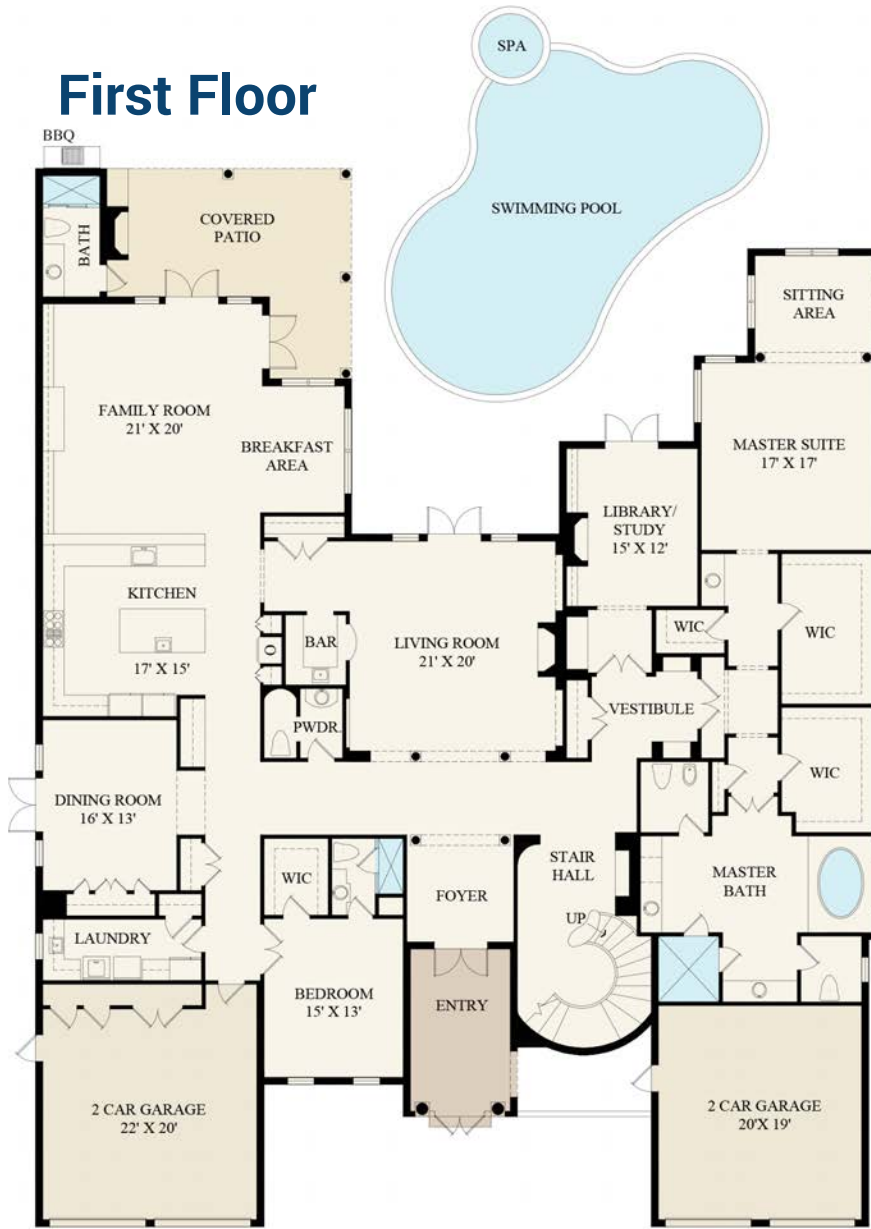 First Floor
SPA
BBQ
SWIMMING POOL
COVERED
PATIO
BATH
SITTING
AREA
FAMILY ROOM
21' X 20'
BREAKFAST
AREA
MASTER SUITE
17' X 17'
LIBRARY/
STUDY
15' X 12'
KITCHEN
17' X 15'
BAR
LIVING ROOM
21' X 20'
WIC
WIC
PWDR.
VESTIBULE
DINING ROOM
16' X 13'
WIC
STAIR
HALL
UP
WIC
FOYER
MASTER
BATH
LAUNDRY
BEDROOM
15' X 13'
ENTRY
2 CAR GARAGE
22' X 20'
2 CAR GARAGE
20'X 19'